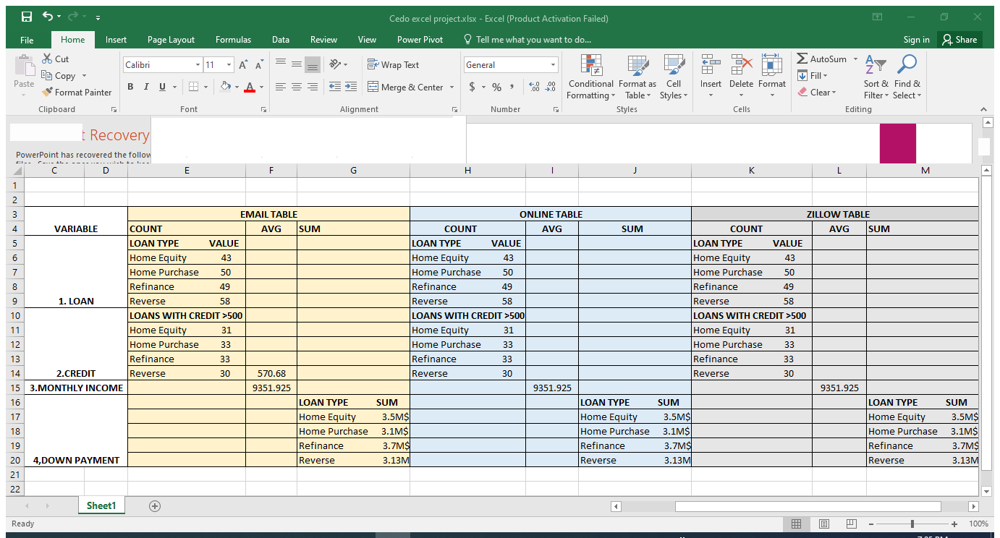 Cedo excel project.xlsx - Excel (Product Activation Failed)
File Home Insert Page Layout Formulas Data Review View Power Pivot Tell me what you want to do... Sign in Share
Cut
Copy
Format Painter
Paste
Calibri 11
B I U A
Wrap Text
Merge & Center
General
$ % ,
Conditional Formatting
Format as Table
Cell Styles
Insert Delete Format
AutoSum
Fill
Clear
Sort & Filter
Find & Select
Clipboard Font Alignment Number Styles Cells Editing
t Recovery
PowerPoint has recovered the follow
C D E F G H I J K L M
1
2
3 EMAIL TABLE ONLINE TABLE ZILLOW TABLE
4 VARIABLE COUNT AVG SUM COUNT AVG SUM COUNT AVG SUM
5 LOAN TYPE VALUE LOAN TYPE VALUE LOAN TYPE VALUE
6 Home Equity 43 Home Equity 43 Home Equity 43
7 Home Purchase 50 Home Purchase 50 Home Purchase 50
8 Refinance 49 Refinance 49 Refinance 49
9 1. LOAN Reverse 58 Reverse 58 Reverse 58
10 LOANS WITH CREDIT >500 LOANS WITH CREDIT >500 LOANS WITH CREDIT >500
11 Home Equity 31 Home Equity 31 Home Equity 31
12 Home Purchase 33 Home Purchase 33 Home Purchase 33
13 Refinance 33 Refinance 33 Refinance 33
14 2.CREDIT Reverse 30 570.68 Reverse 30 Reverse 30
15 3.MONTHLY INCOME 9351.925 9351.925 9351.925
16 LOAN TYPE SUM LOAN TYPE SUM LOAN TYPE SUM
17 Home Equity 3.5M$ Home Equity 3.5M$ Home Equity 3.5M$
18 Home Purchase 3.1M$ Home Purchase 3.1M$ Home Purchase 3.1M$
19 Refinance 3.7M$ Refinance 3.7M$ Refinance 3.7M$
20 4,DOWN PAYMENT Reverse 3.13M Reverse 3.13M Reverse 3.13M
21
22
Sheet1
Ready 100%